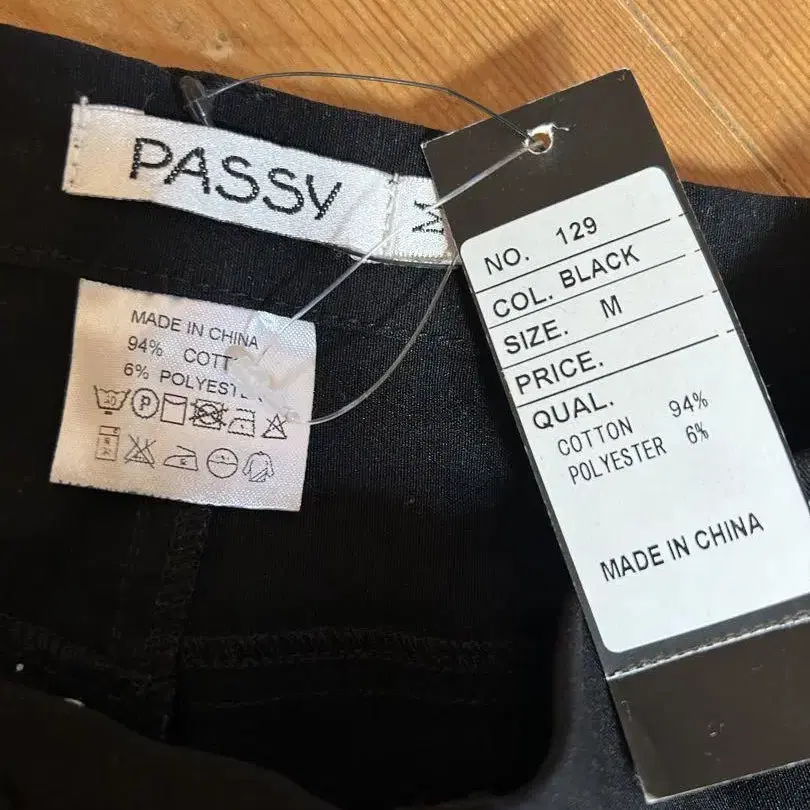 PASSY
M
MADE IN CHINA
94% COTT
6% POLYESTE
NO. 129
COL. BLACK
SIZE. M
PRICE.
QUAL.
COTTON 94%
POLYESTER 6%
MADE IN CHINA